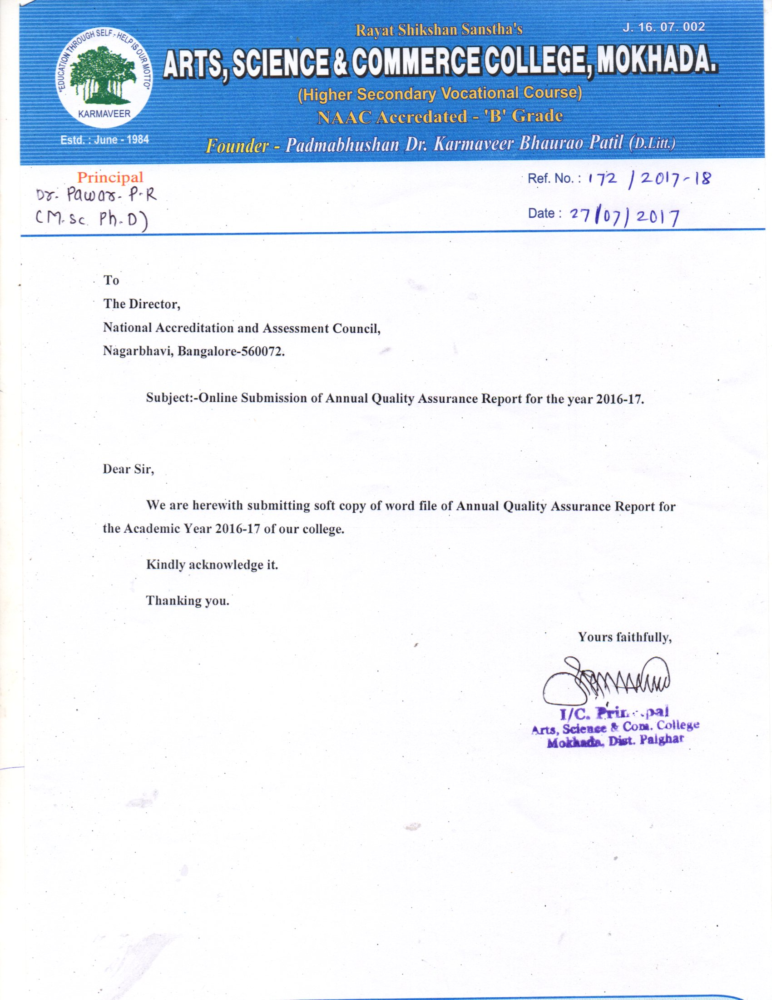 Rayat Shikshan Sanstha's
J. 16. 07. 002
"EDUCATION THROUGH SELF - HELP IS OUR MOTTO"
KARMAVEER
ARTS, SCIENCE & COMMERCE COLLEGE, MOKHADA.
(Higher Secondary Vocational Course)
NAAC Accredated - 'B' Grade
Estd. : June - 1984
Founder - Padmabhushan Dr. Karmaveer Bhaurao Patil (D.Litt.)
Principal
Dr. Pawar. P.R
(M.Sc. Ph.D)
Ref. No. : 172 / 2017-18
Date : 27/07/2017
To
The Director,
National Accreditation and Assessment Council,
Nagarbhavi, Bangalore-560072.
Subject:-Online Submission of Annual Quality Assurance Report for the year 2016-17.
Dear Sir,
We are herewith submitting soft copy of word file of Annual Quality Assurance Report for
the Academic Year 2016-17 of our college.
Kindly acknowledge it.
Thanking you.
Yours faithfully,
I/C. Principal
Arts, Science & Com. College
Mokhada, Dist. Palghar